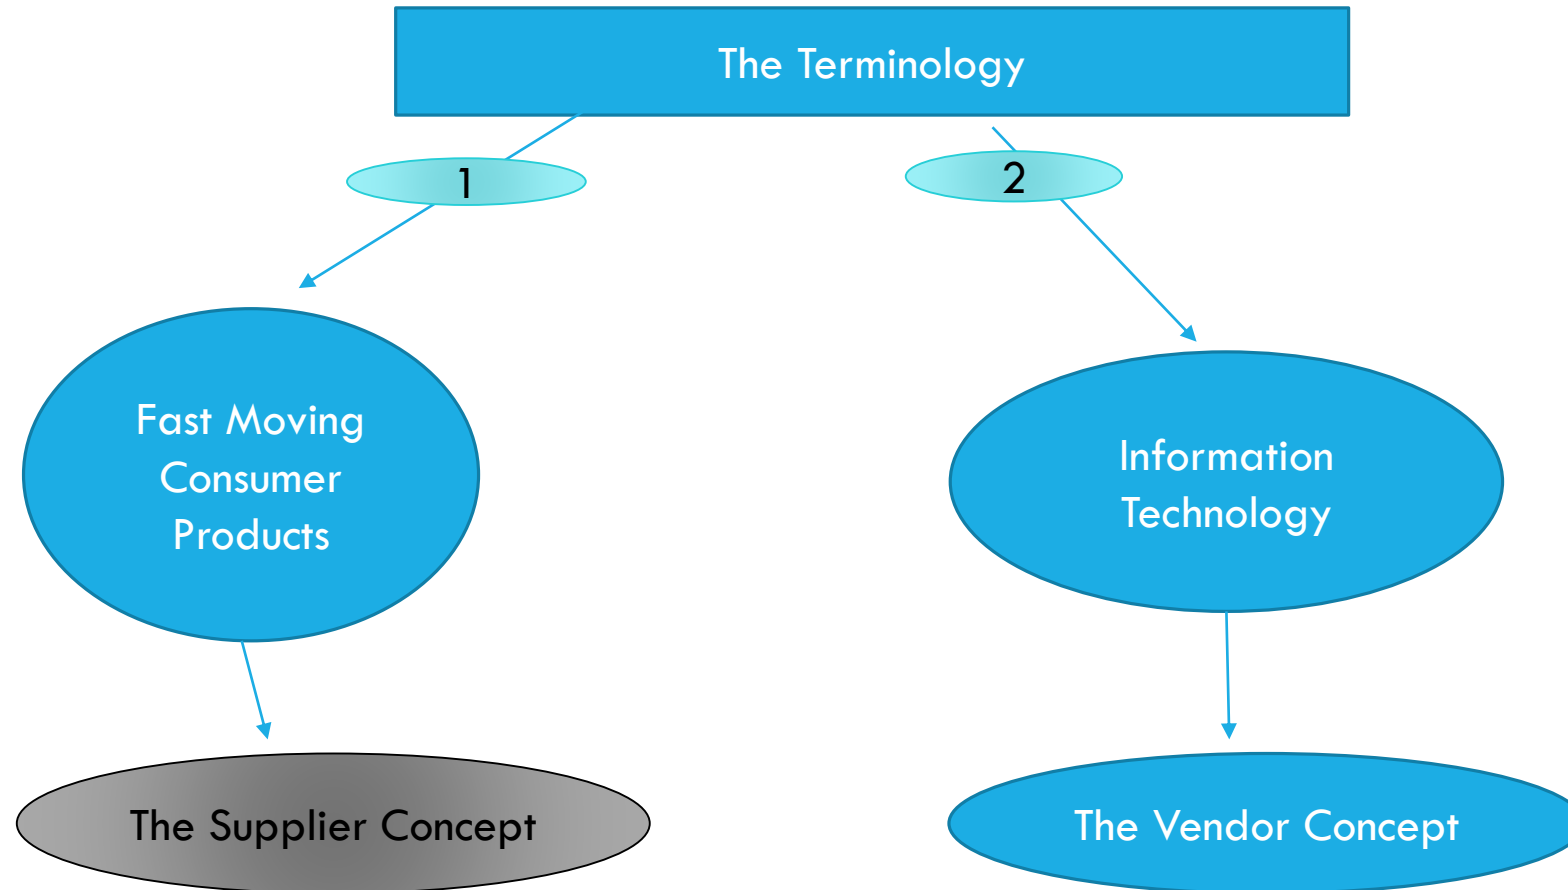 The Terminology
1
2
Fast Moving
Consumer
Products
Information
Technology
The Supplier Concept
The Vendor Concept